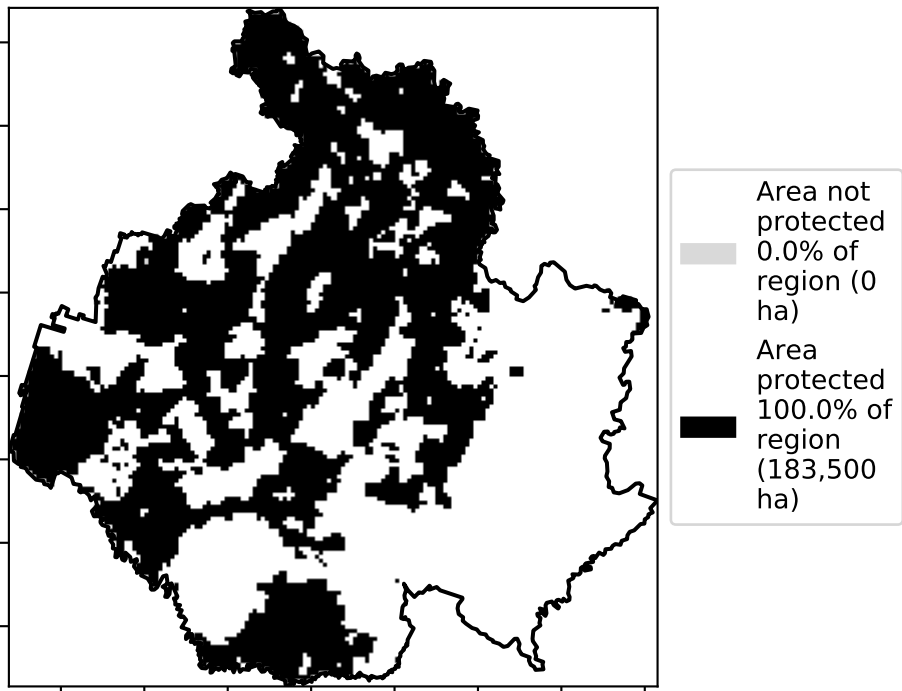 Area not
protected
0.0% of
region (0
ha)
Area
protected
100.0% of
region
(183,500
ha)